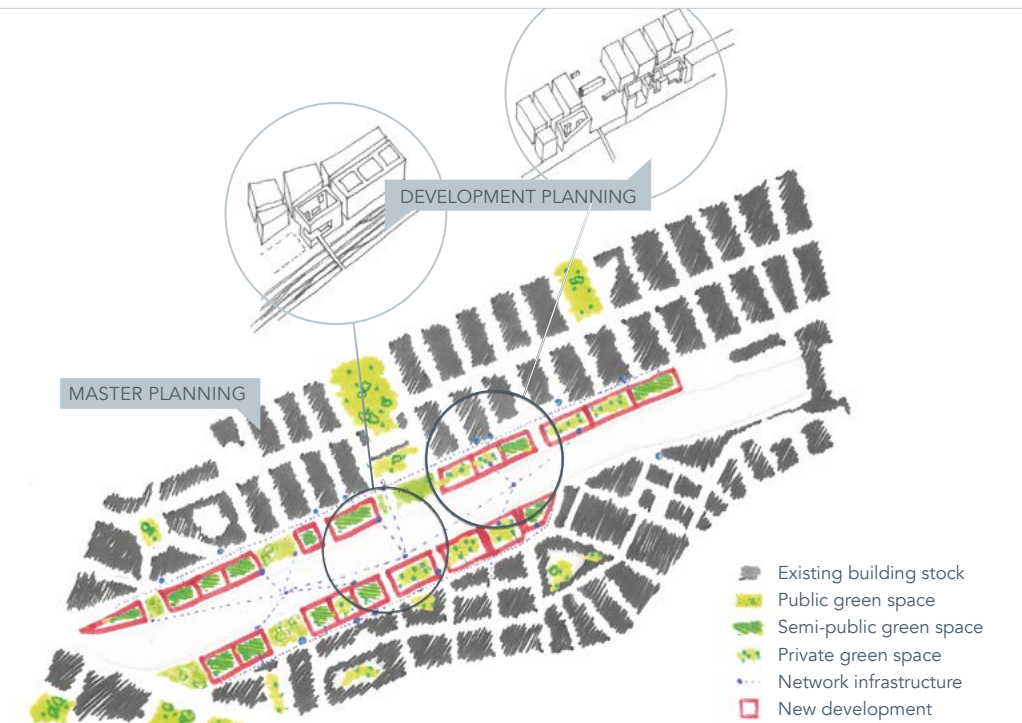 DEVELOPMENT PLANNING
MASTER PLANNING
Existing building stock
Public green space
Semi-public green space
Private green space
Network infrastructure
New development